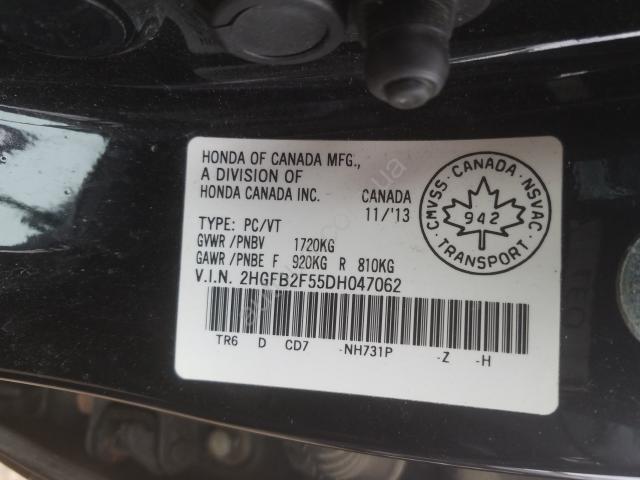 HONDA OF CANADA MFG.,
A DIVISION OF
HONDA CANADA INC. CANADA
11/'13
TYPE: PC/VT
GVWR /PNBV 1720KG
GAWR /PNBE F 920KG R 810KG
V.I.N. 2HGFB2F55DH047062
TR6 D CD7 -NH731P -Z -H
CMVSS CANADA NSVAC
942
TRANSPORT